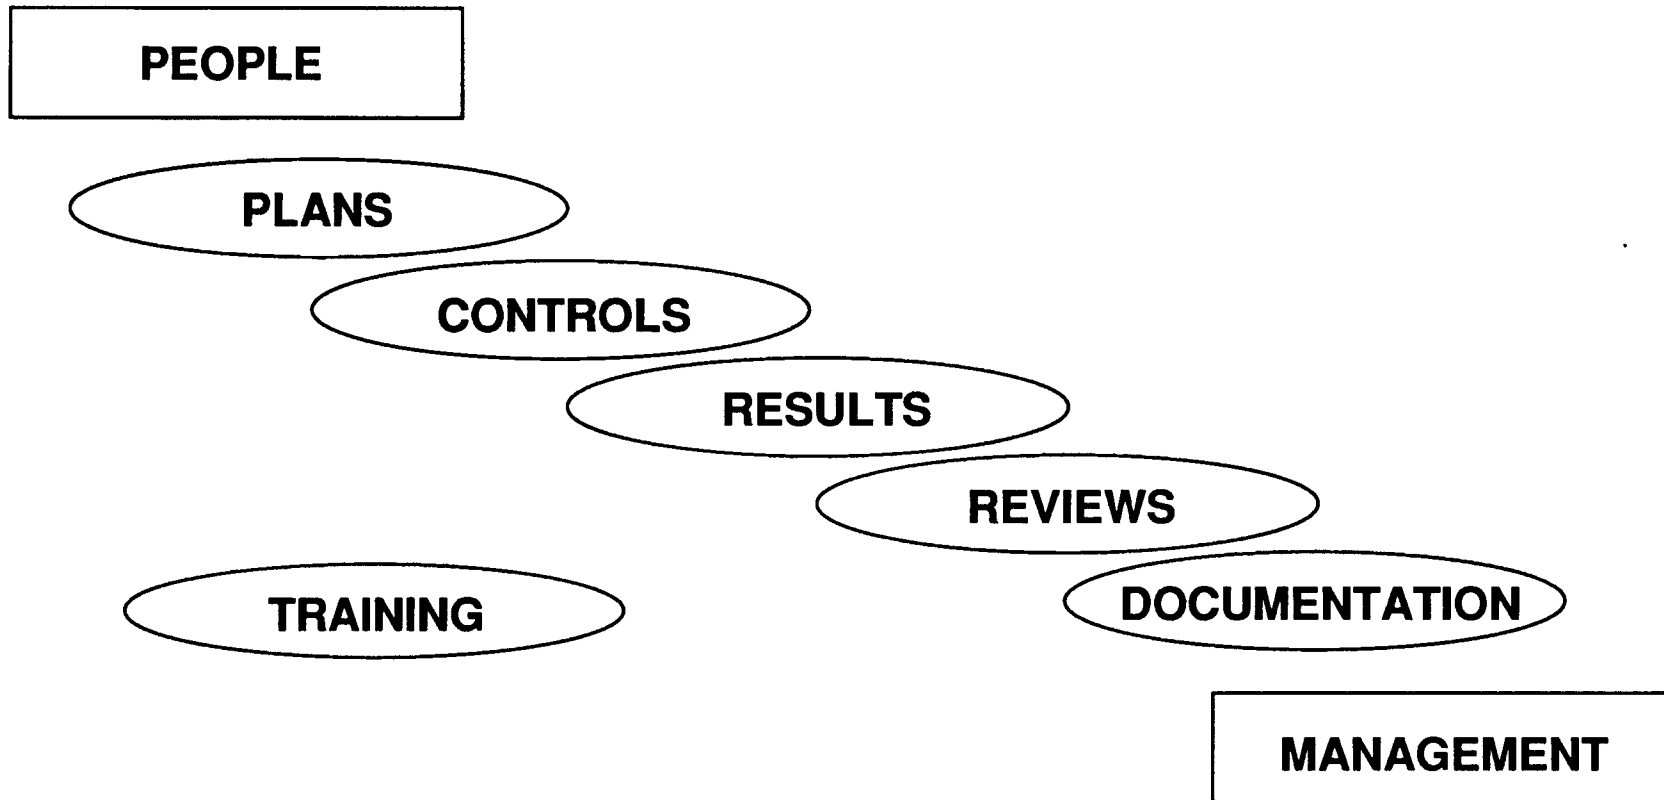 PEOPLE
PLANS
CONTROLS
RESULTS
REVIEWS
TRAINING
DOCUMENTATION
MANAGEMENT